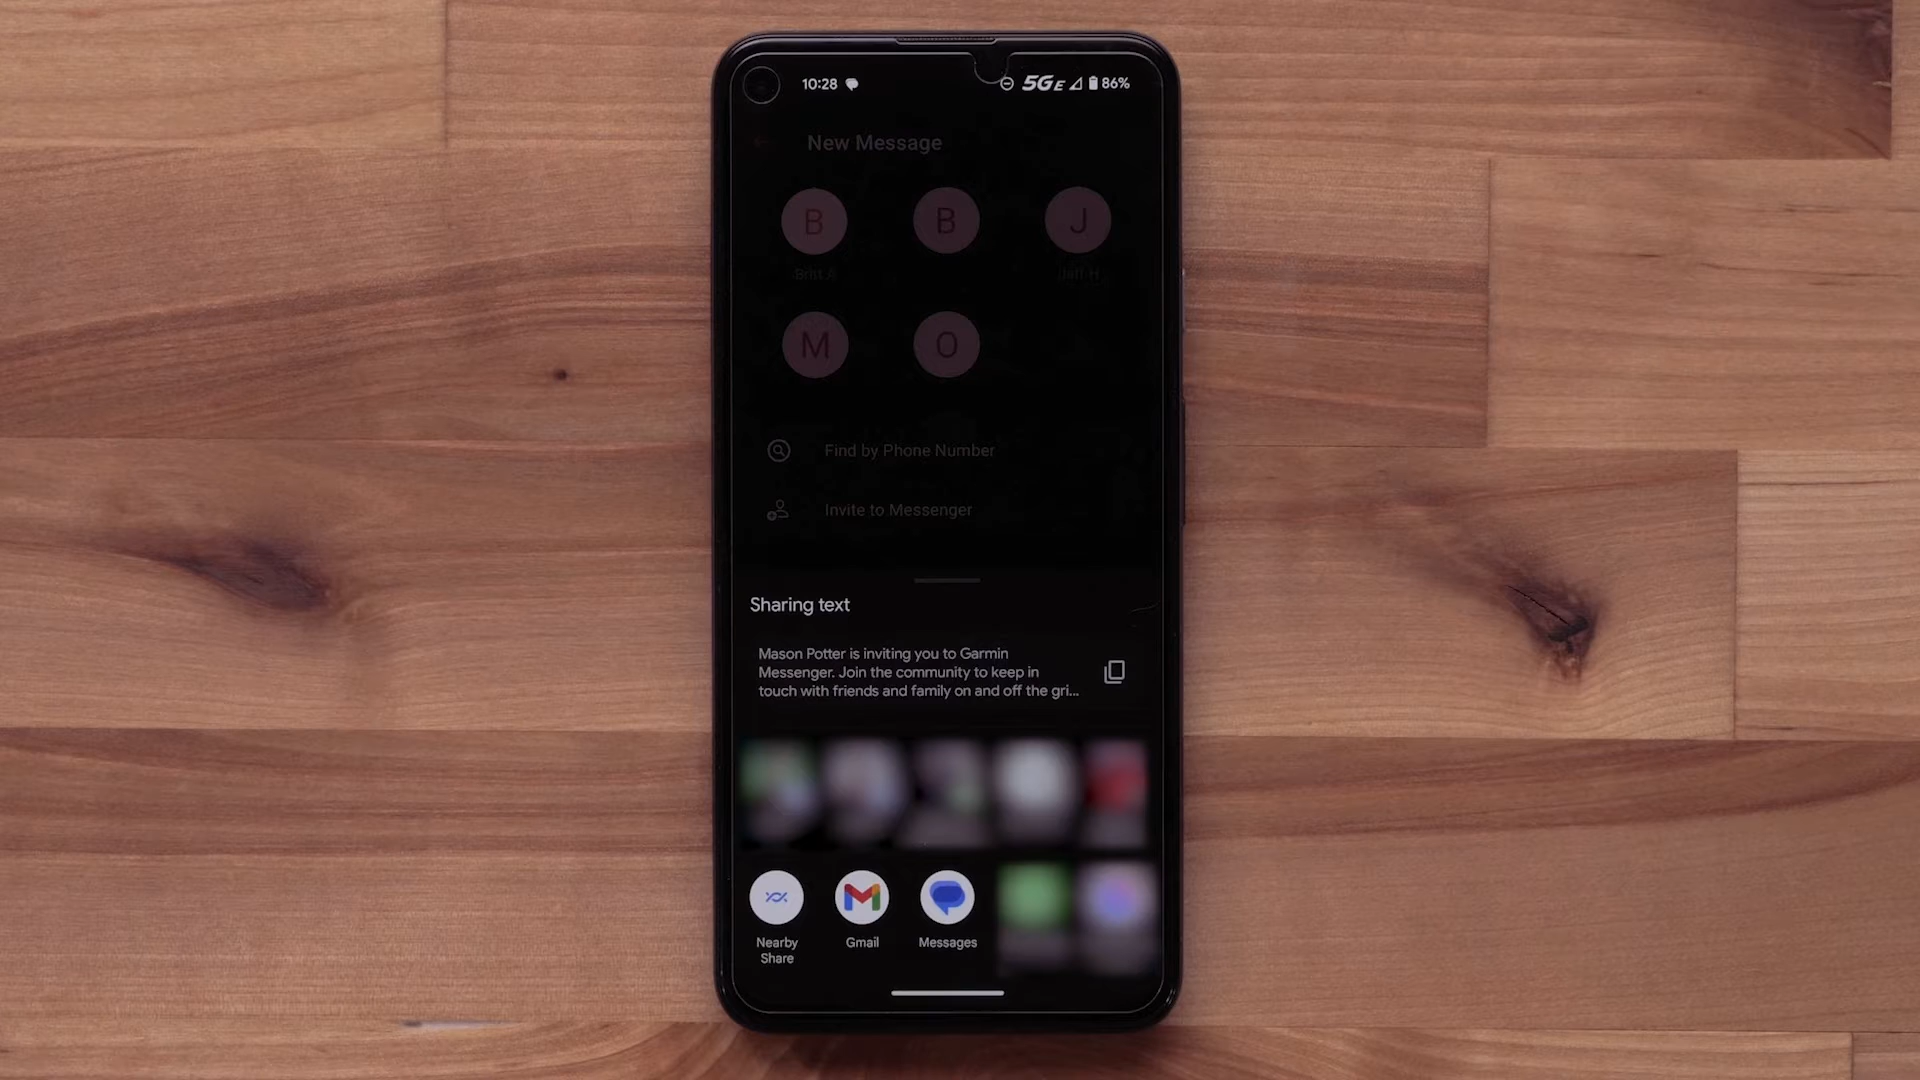 10:28 5G E 86%
New Message
B B J
Britt A
M O
Find by Phone Number
Invite to Messenger
Sharing text
Mason Potter is inviting you to Garmin
Messenger. Join the community to keep in
touch with friends and family on and off the gri...
Nearby Share
Gmail
Messages